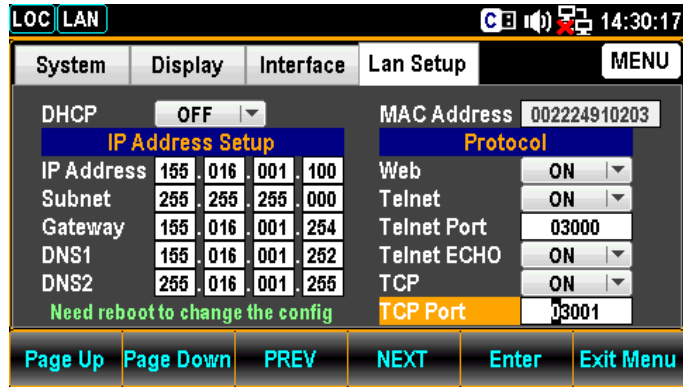 LOC LAN C 14:30:17
System Display Interface Lan Setup MENU
DHCP OFF MAC Address 002224910203
IP Address Setup Protocol
IP Address 155 . 016 . 001 . 100 Web ON
Subnet 255 . 255 . 255 . 000 Telnet ON
Gateway 155 . 016 . 001 . 254 Telnet Port 03000
DNS1 155 . 016 . 001 . 252 Telnet ECHO ON
DNS2 255 . 016 . 001 . 255 TCP ON
Need reboot to change the config TCP Port 03001
Page Up Page Down PREV NEXT Enter Exit Menu